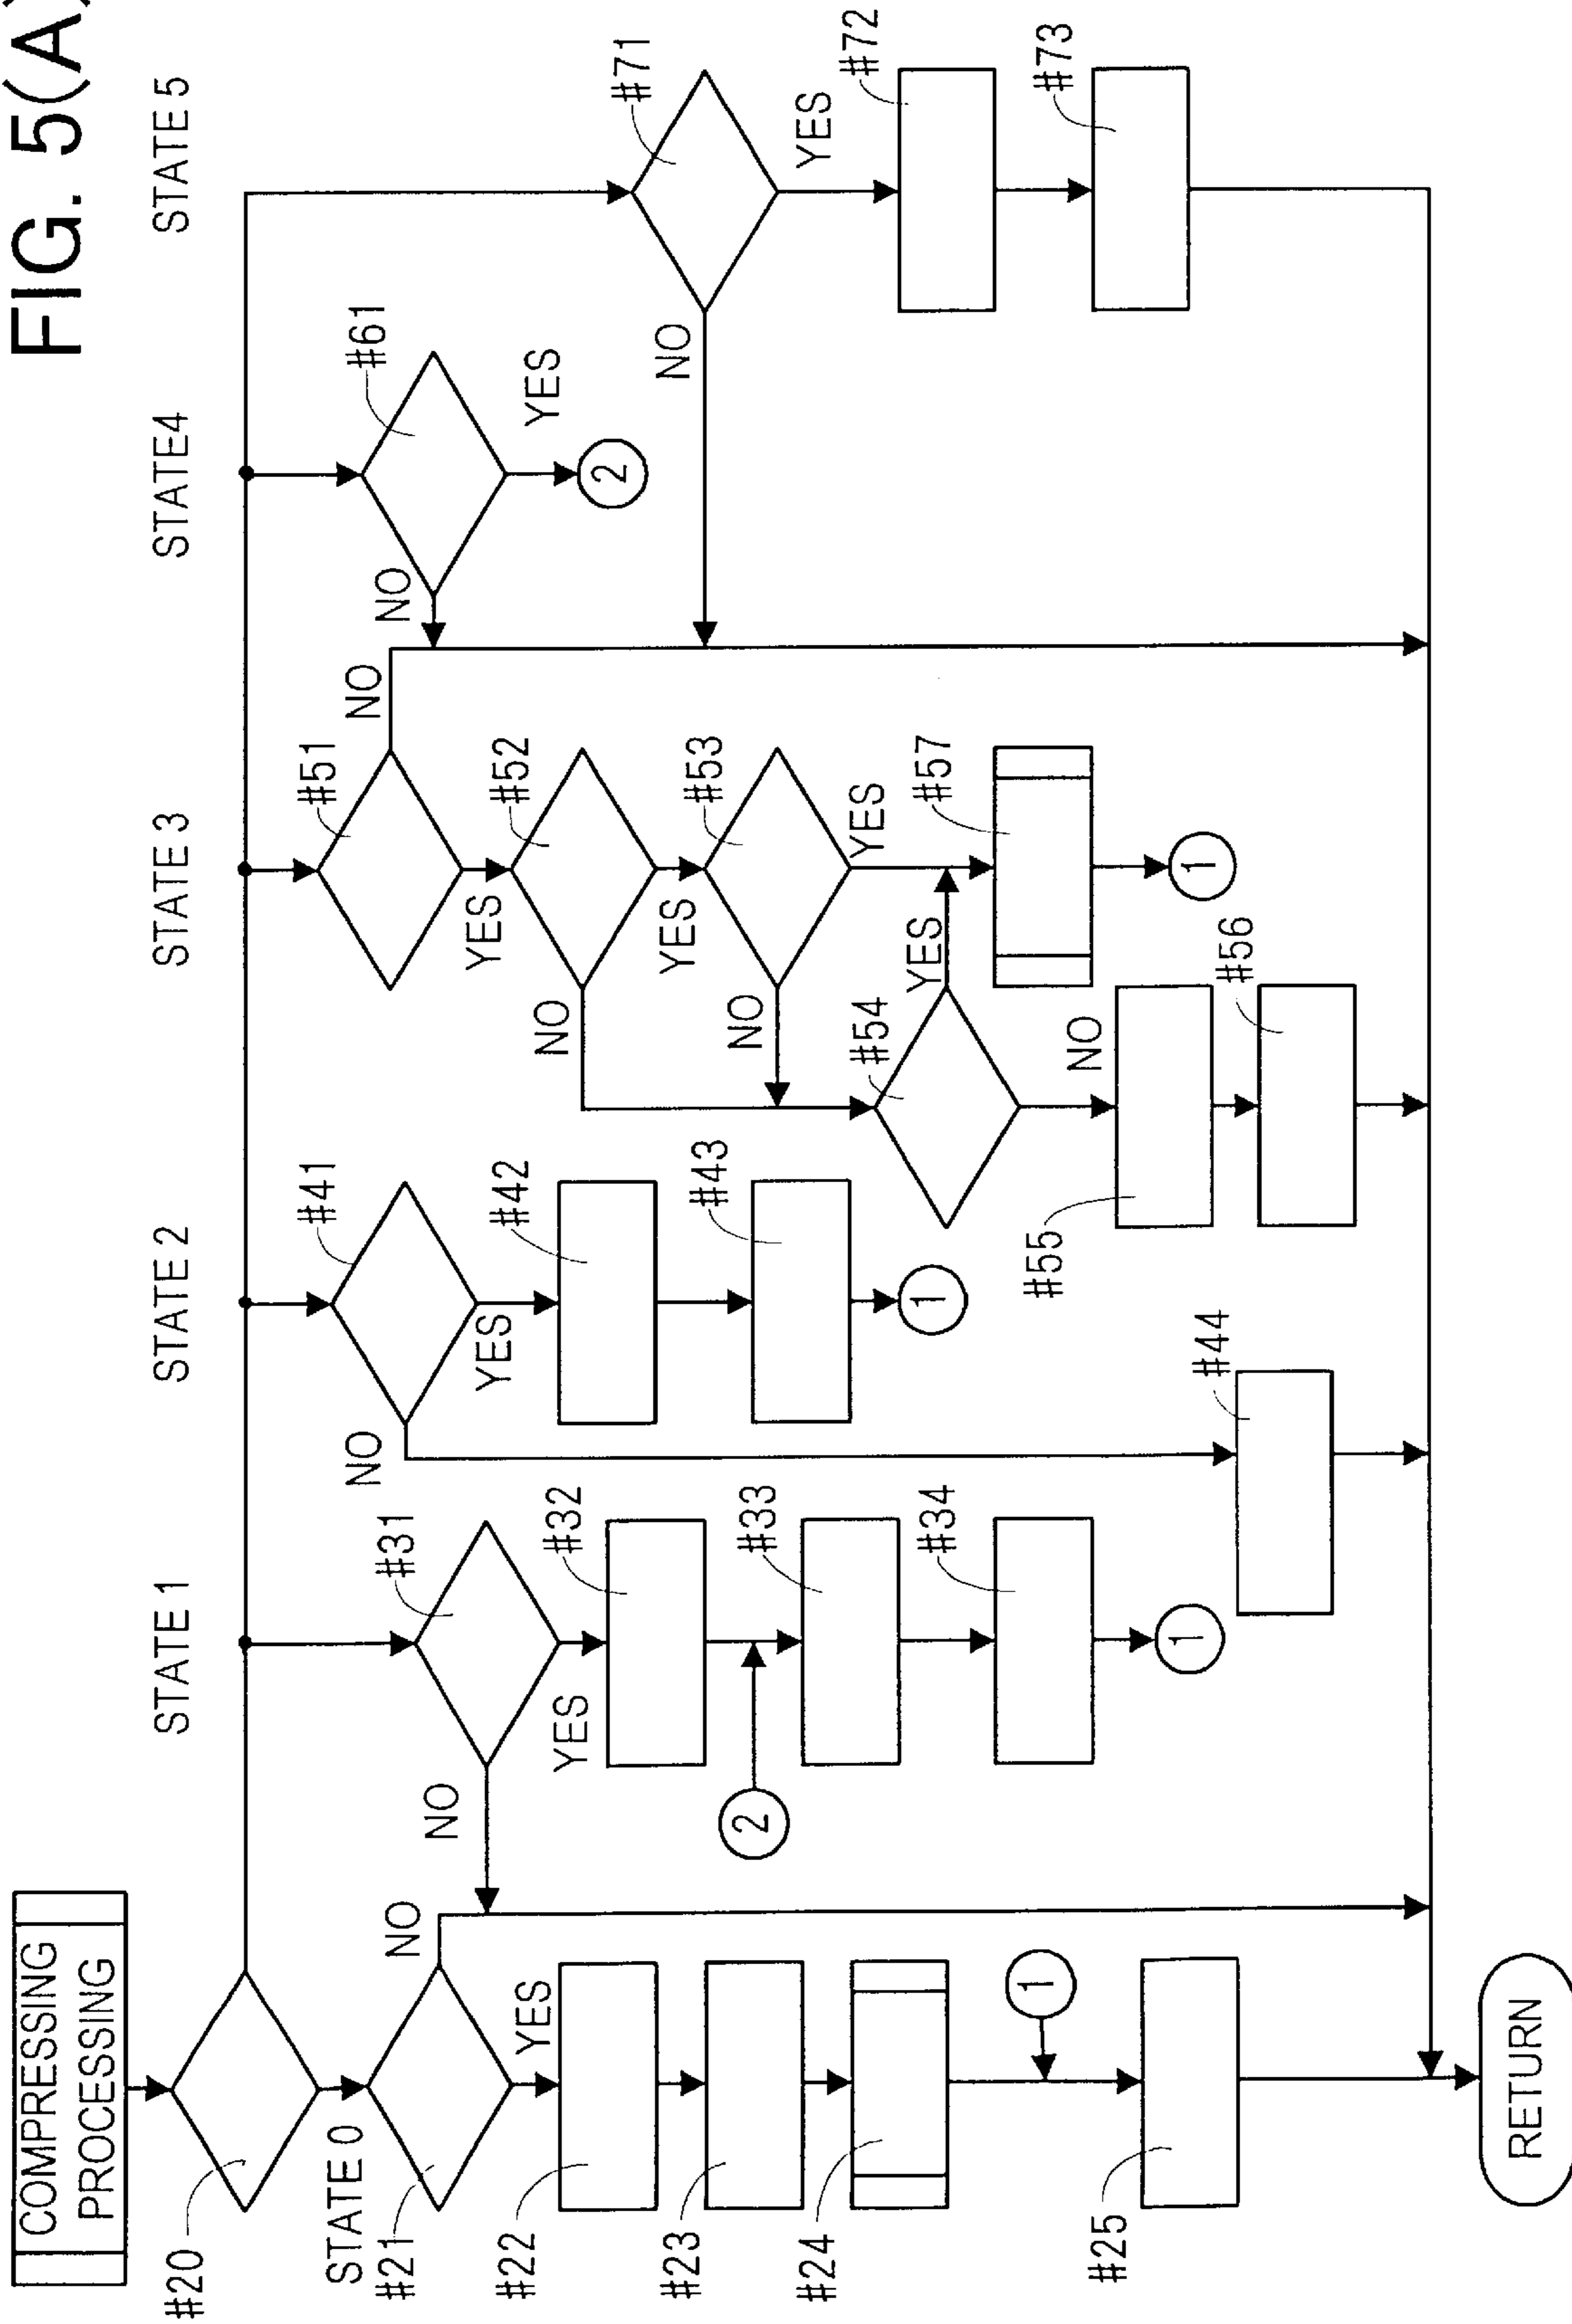 FIG. 5(A)
COMPRESSING
PROCESSING
#20
STATE 0
STATE 1
STATE 2
STATE 3
STATE4
STATE 5
#21
NO
YES
#22
#23
#24
1
#25
#31
NO
YES
#32
2
#33
#34
1
#41
NO
YES
#42
#43
1
#44
#51
NO
YES
#52
NO
YES
#53
NO
YES
#54
YES
NO
#55
#56
#57
1
#61
NO
YES
2
#71
NO
YES
#72
#73
RETURN